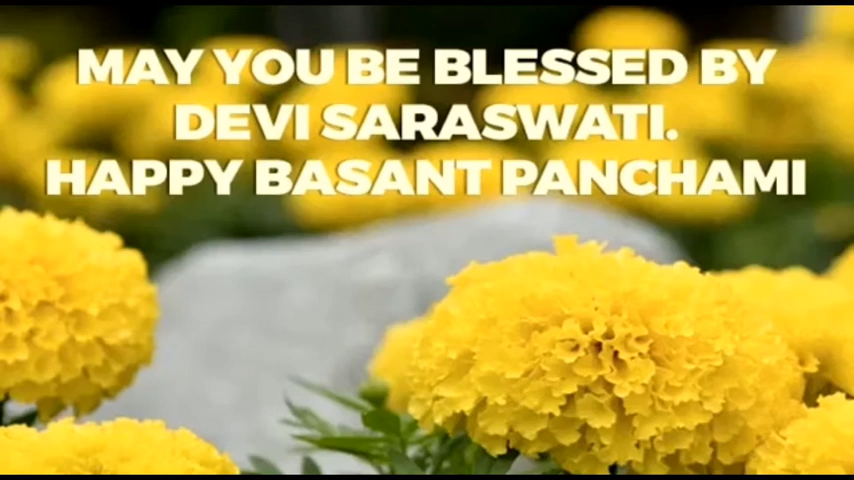 MAY YOU BE BLESSED BY
DEVI SARASWATI.
HAPPY BASANT PANCHAMI